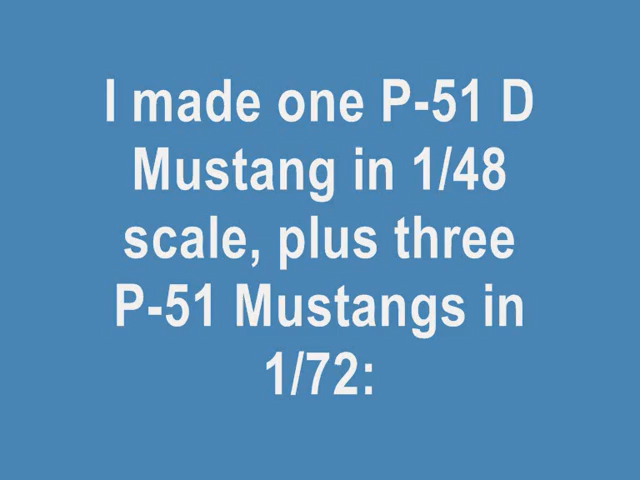 I made one P-51 D
Mustang in 1/48
scale, plus three
P-51 Mustangs in
1/72: